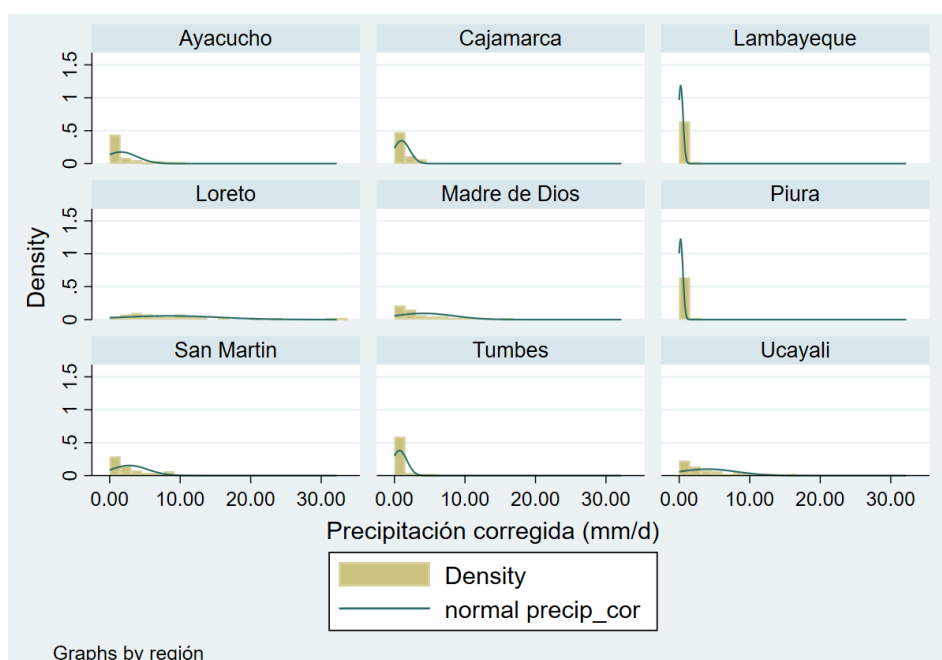 Ayacucho Cajamarca Lambayeque
0 .5 1 1.5
Loreto Madre de Dios Piura
0 .5 1 1.5
Density
San Martin Tumbes Ucayali
0 .5 1 1.5
0.00 10.00 20.00 30.00 0.00 10.00 20.00 30.00 0.00 10.00 20.00 30.00
Precipitación corregida (mm/d)
Density
normal precip_cor
Graphs by región